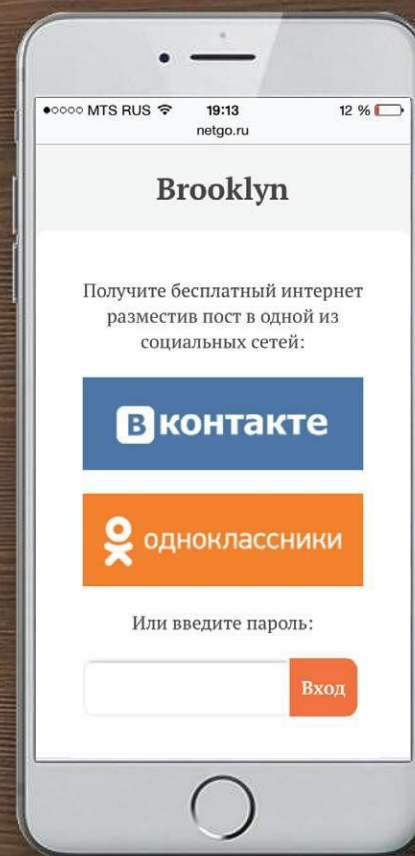 MTS RUS 19:13 12 %
netgo.ru
Brooklyn
Получите бесплатный интернет
разместив пост в одной из
социальных сетей:
В контакте
одноклассники
Или введите пароль:
Вход